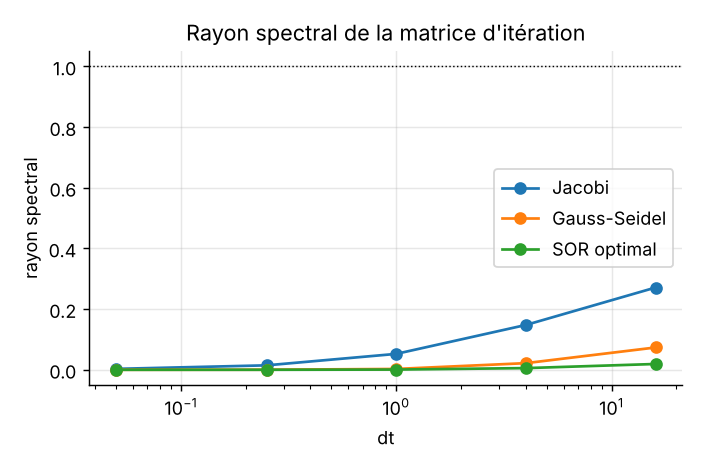 Rayon spectral de la matrice d'itération
rayon spectral
1.0
0.8
0.6
0.4
0.2
0.0
Jacobi
Gauss-Seidel
SOR optimal
10⁻¹
10⁰
10¹
dt